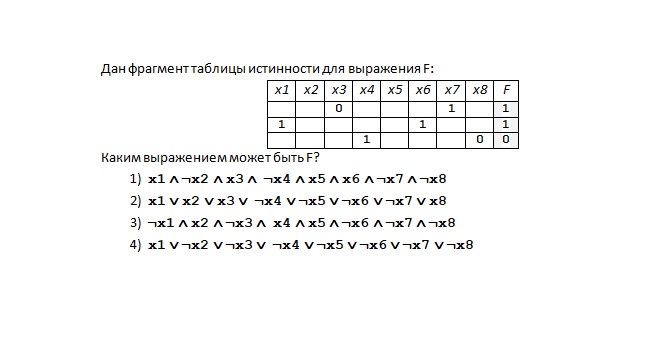 Дан фрагмент таблицы истинности для выражения F:
x1 x2 x3 x4 x5 x6 x7 x8 F
0 1 1
1 1 1
1 0 0
Каким выражением может быть F?
1) x1 ∧ ¬x2 ∧ x3 ∧ ¬x4 ∧ x5 ∧ x6 ∧ ¬x7 ∧ ¬x8
2) x1 ∨ x2 ∨ x3 ∨ ¬x4 ∨ ¬x5 ∨ ¬x6 ∨ ¬x7 ∨ x8
3) ¬x1 ∧ x2 ∧ ¬x3 ∧ x4 ∧ x5 ∧ ¬x6 ∧ ¬x7 ∧ ¬x8
4) x1 ∨ ¬x2 ∨ ¬x3 ∨ ¬x4 ∨ ¬x5 ∨ ¬x6 ∨ ¬x7 ∨ ¬x8